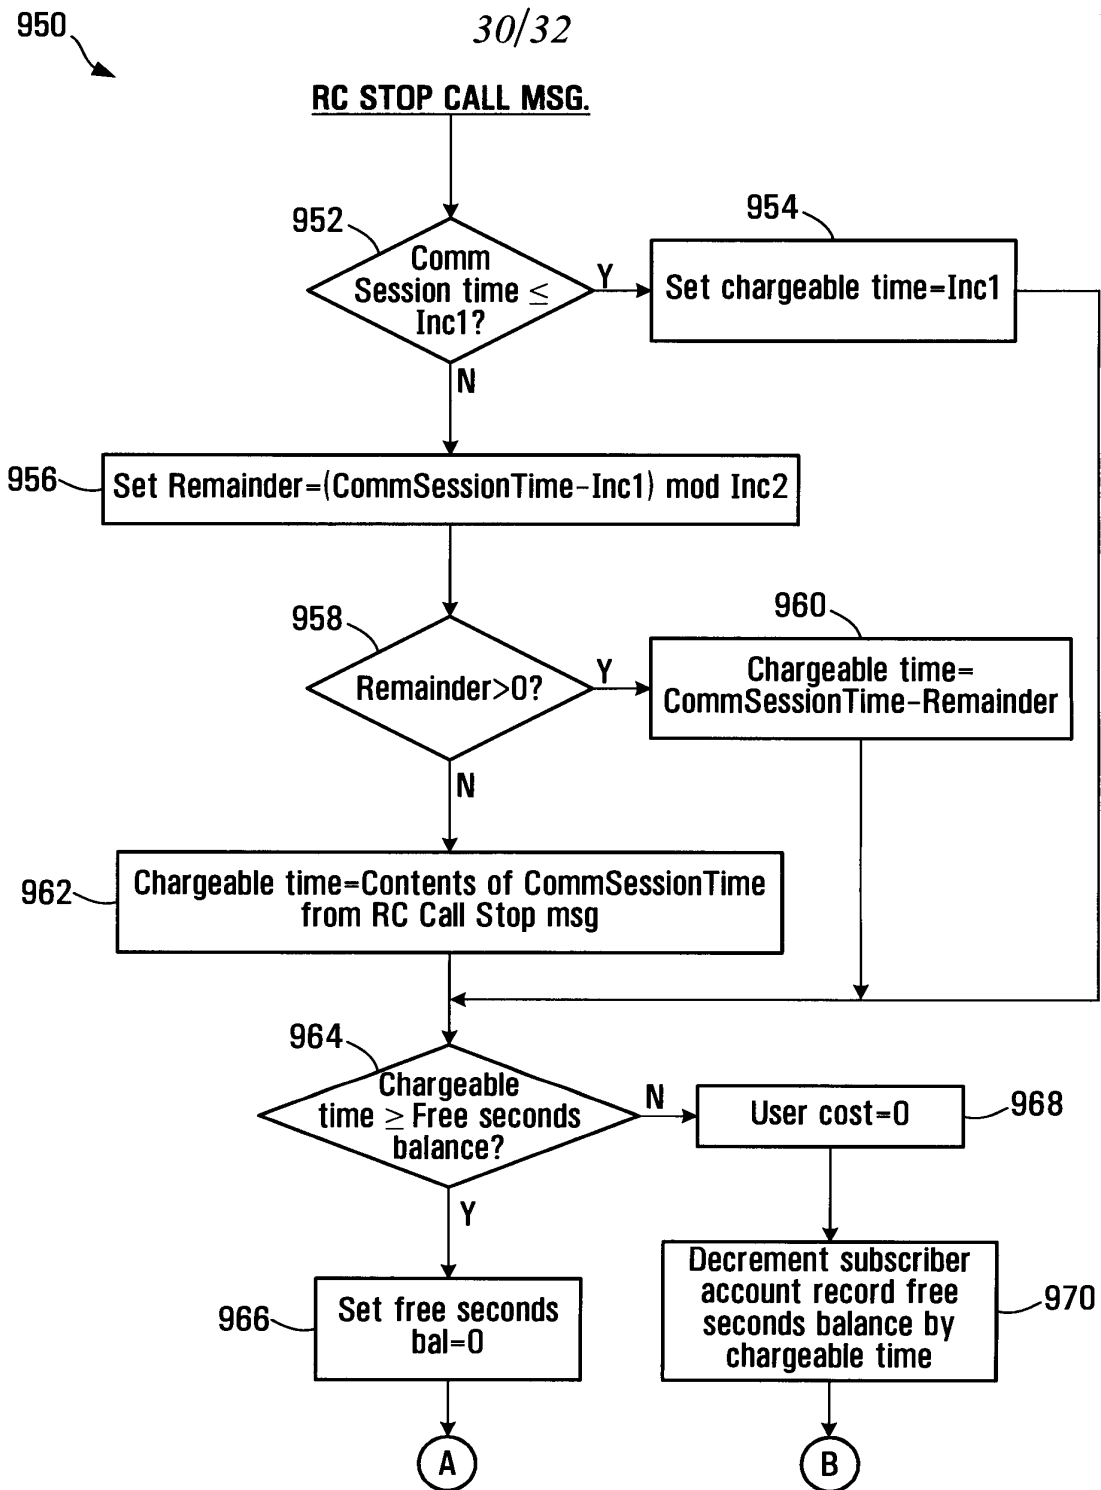 950
30/32
RC STOP CALL MSG.
952
Comm
Session time ≤
Inc1?
Y
954
Set chargeable time=Inc1
N
956
Set Remainder=(CommSessionTime-Inc1) mod Inc2
958
Remainder>0?
Y
960
Chargeable time=
CommSessionTime-Remainder
N
962
Chargeable time=Contents of CommSessionTime
from RC Call Stop msg
964
Chargeable
time ≥ Free seconds
balance?
N
User cost=0
968
Y
966
Set free seconds
bal=0
Decrement subscriber
account record free
seconds balance by
chargeable time
970
A
B